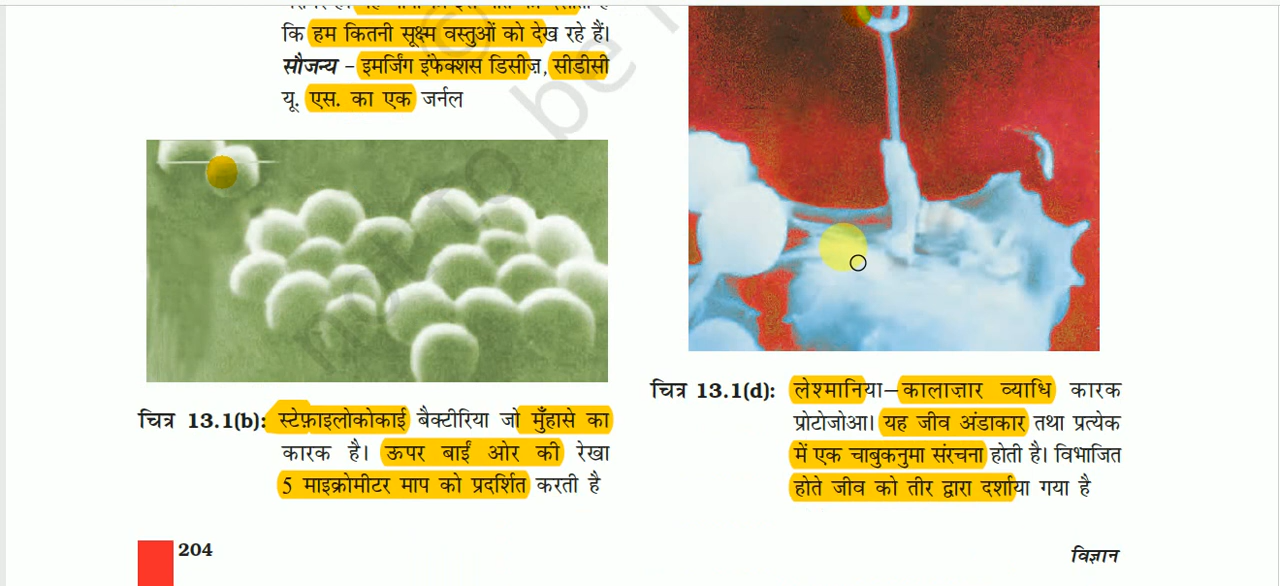 कि हम कितनी सूक्ष्म वस्तुओं को देख रहे हैं।
सौजन्य – इमर्जिंग इंफेक्शस डिसीज़, सीडीसी
यू. एस. का एक जर्नल
चित्र 13.1(b): स्टेफ़ाइलोकोकाई बैक्टीरिया जो मुँहासे का
कारक है। ऊपर बाईं ओर की रेखा
5 माइक्रोमीटर माप को प्रदर्शित करती है
चित्र 13.1(d): लेश्मानिया–कालाज़ार व्याधि कारक
प्रोटोजोआ। यह जीव अंडाकार तथा प्रत्येक
में एक चाबुकनुमा संरचना होती है। विभाजित
होते जीव को तीर द्वारा दर्शाया गया है
204
विज्ञान